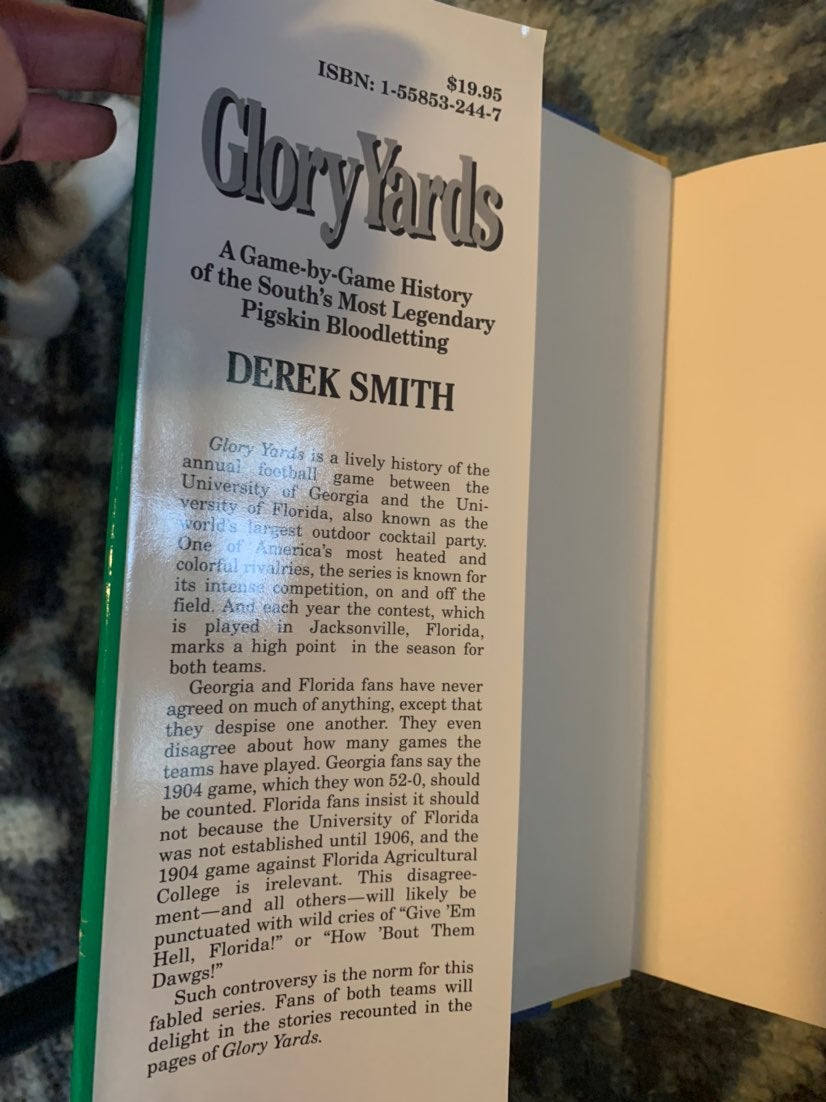 $19.95
ISBN: 1-55853-244-7
Glory Yards
A Game-by-Game History
of the South's Most Legendary
Pigskin Bloodletting
DEREK SMITH
Glory Yards is a lively history of the
annual football game between the
University of Georgia and the Uni-
versity of Florida, also known as the
world's largest outdoor cocktail party.
One of America's most heated and
colorful rivalries, the series is known for
its intense competition, on and off the
field. And each year the contest, which
is played in Jacksonville, Florida,
marks a high point in the season for
both teams.
Georgia and Florida fans have never
agreed on much of anything, except that
they despise one another. They even
disagree about how many games the
teams have played. Georgia fans say the
1904 game, which they won 52-0, should
be counted. Florida fans insist it should
not because the University of Florida
was not established until 1906, and the
1904 game against Florida Agricultural
College is irelevant. This disagree-
ment—and all others—will likely be
punctuated with wild cries of “Give 'Em
Hell, Florida!” or “How 'Bout Them
Dawgs!”
Such controversy is the norm for this
fabled series. Fans of both teams will
delight in the stories recounted in the
pages of Glory Yards.